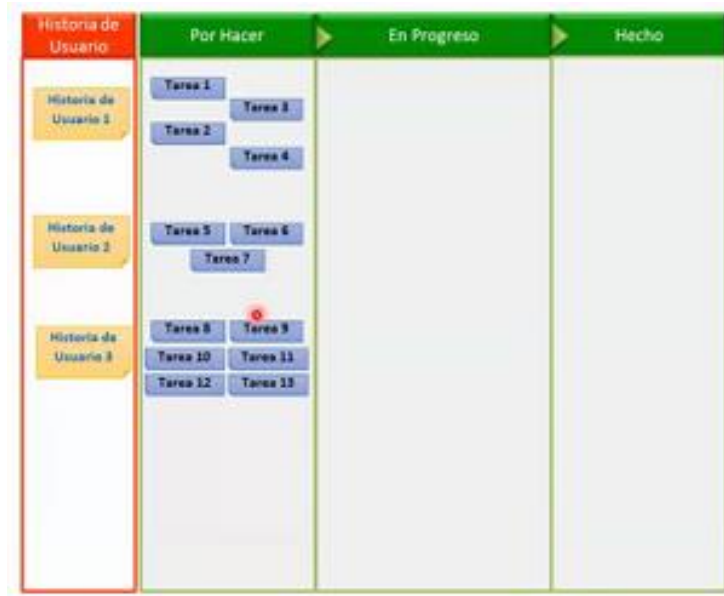 Historia de
Usuario
Por Hacer
En Progreso
Hecho
Historia de
Usuario 1
Tarea 1
Tarea 3
Tarea 2
Tarea 4
Historia de
Usuario 2
Tarea 5
Tarea 6
Tarea 7
Historia de
Usuario 3
Tarea 8
Tarea 9
Tarea 10
Tarea 11
Tarea 12
Tarea 13